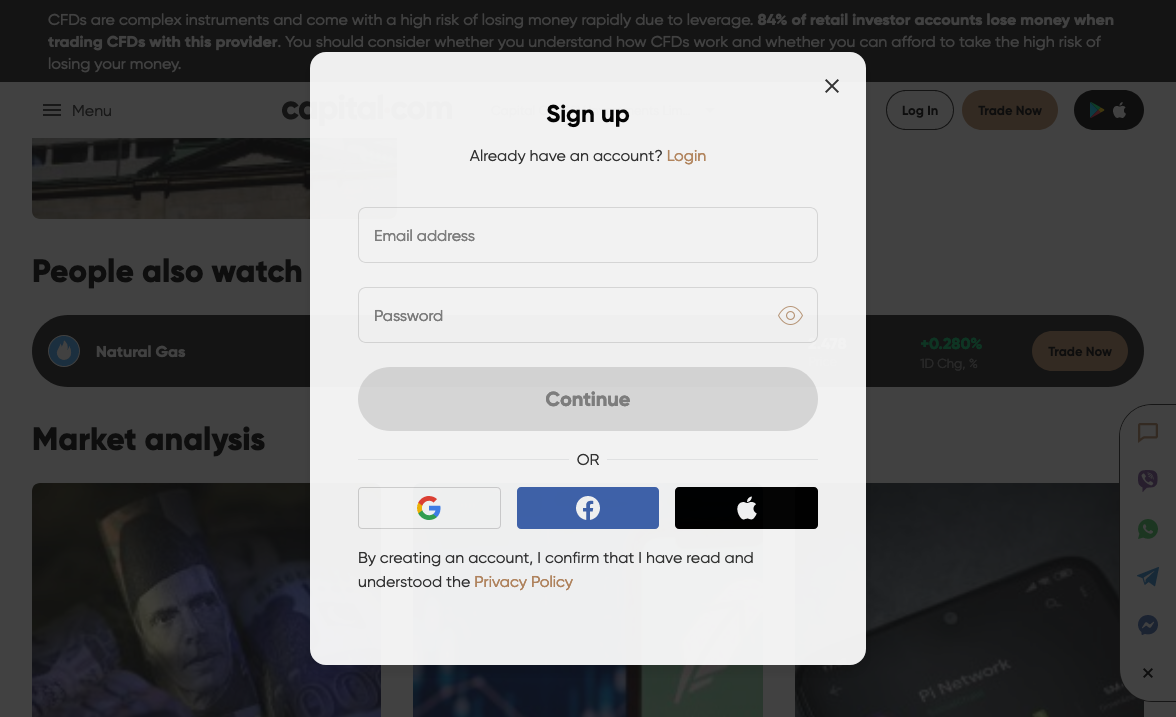 CFDs are complex instruments and come with a high risk of losing money rapidly due to leverage. 84% of retail investor accounts lose money when
trading CFDs with this provider. You should consider whether you understand how CFDs work and whether you can afford to take the high risk of
losing your money.
Menu
capital.com
Log In
Trade Now
Sign up
Already have an account? Login
Email address
Password
Continue
OR
By creating an account, I confirm that I have read and
understood the Privacy Policy
People also watch
Natural Gas
+0.280%
1D Chg, %
Trade Now
Market analysis
Pi Network